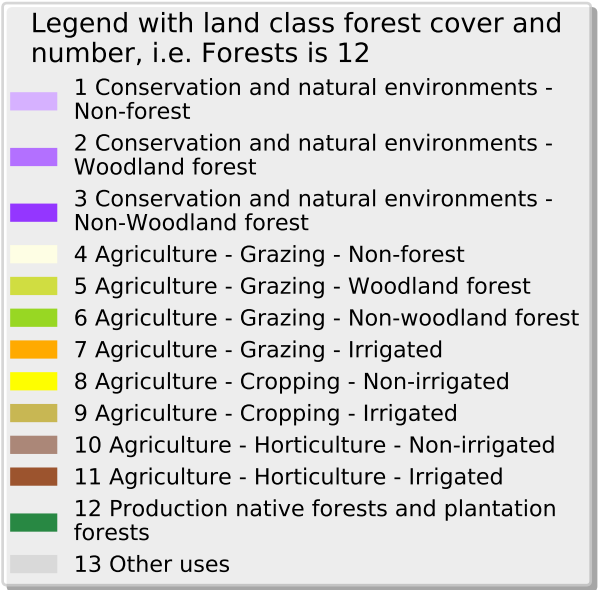 Legend with land class forest cover and
number, i.e. Forests is 12
1 Conservation and natural environments -
Non-forest
2 Conservation and natural environments -
Woodland forest
3 Conservation and natural environments -
Non-Woodland forest
4 Agriculture - Grazing - Non-forest
5 Agriculture - Grazing - Woodland forest
6 Agriculture - Grazing - Non-woodland forest
7 Agriculture - Grazing - Irrigated
8 Agriculture - Cropping - Non-irrigated
9 Agriculture - Cropping - Irrigated
10 Agriculture - Horticulture - Non-irrigated
11 Agriculture - Horticulture - Irrigated
12 Production native forests and plantation
forests
13 Other uses